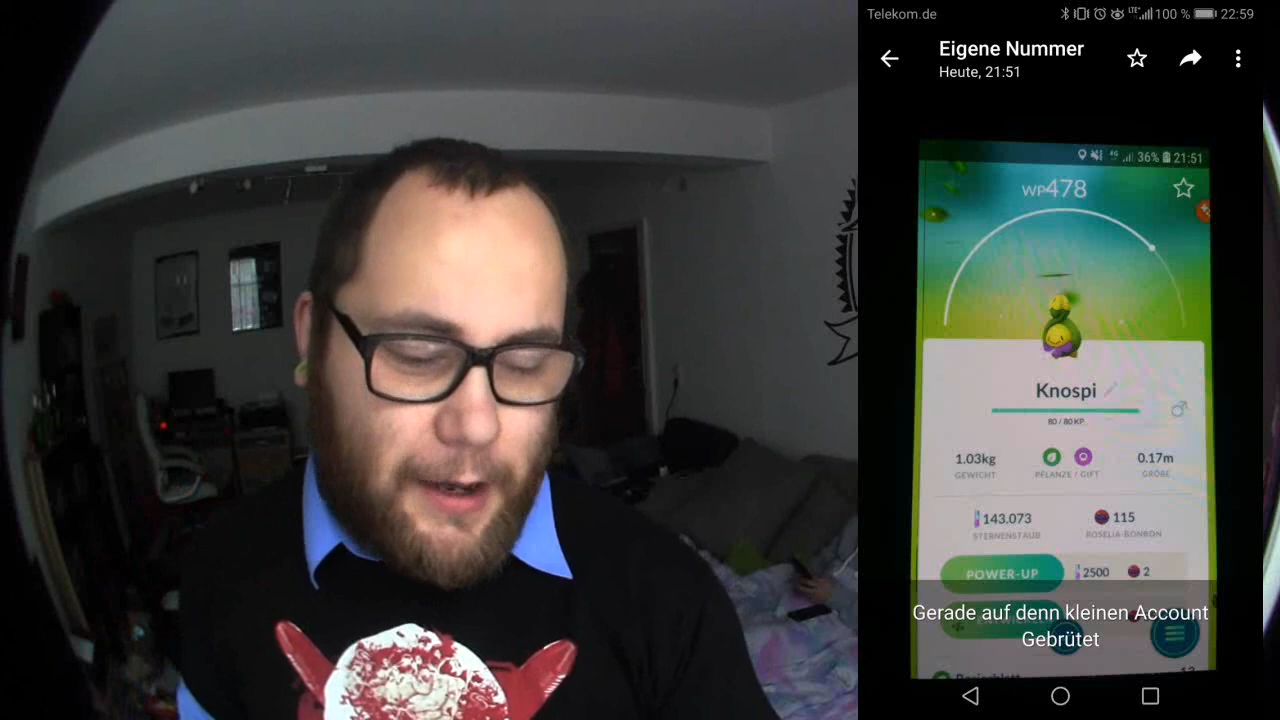 Telekom.de
LTE+ 100 % 22:59
Eigene Nummer
Heute, 21:51
4G 36% 21:51
WP478
Knospi
80 / 80 KP
1.03kg
GEWICHT
PFLANZE / GIFT
0.17m
GRÖßE
143.073
STERNENSTAUB
115
ROSELIA-BONBON
POWER-UP
2500
2
Gerade auf denn kleinen Account
Gebrütet